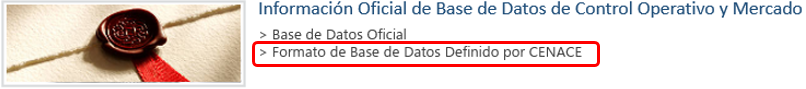 Información Oficial de Base de Datos de Control Operativo y Mercado
> Base de Datos Oficial
> Formato de Base de Datos Definido por CENACE